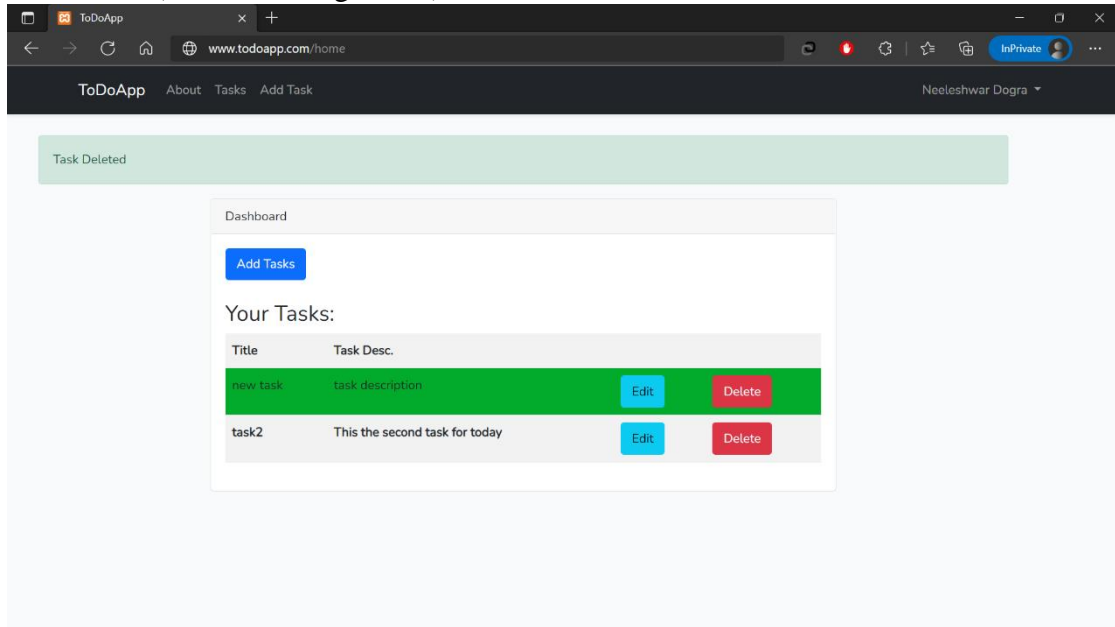 ToDoApp
www.todoapp.com/home
InPrivate
ToDoApp About Tasks Add Task Neeleshwar Dogra
Task Deleted
Dashboard
Add Tasks
Your Tasks:
Title Task Desc.
new task task description Edit Delete
task2 This the second task for today Edit Delete